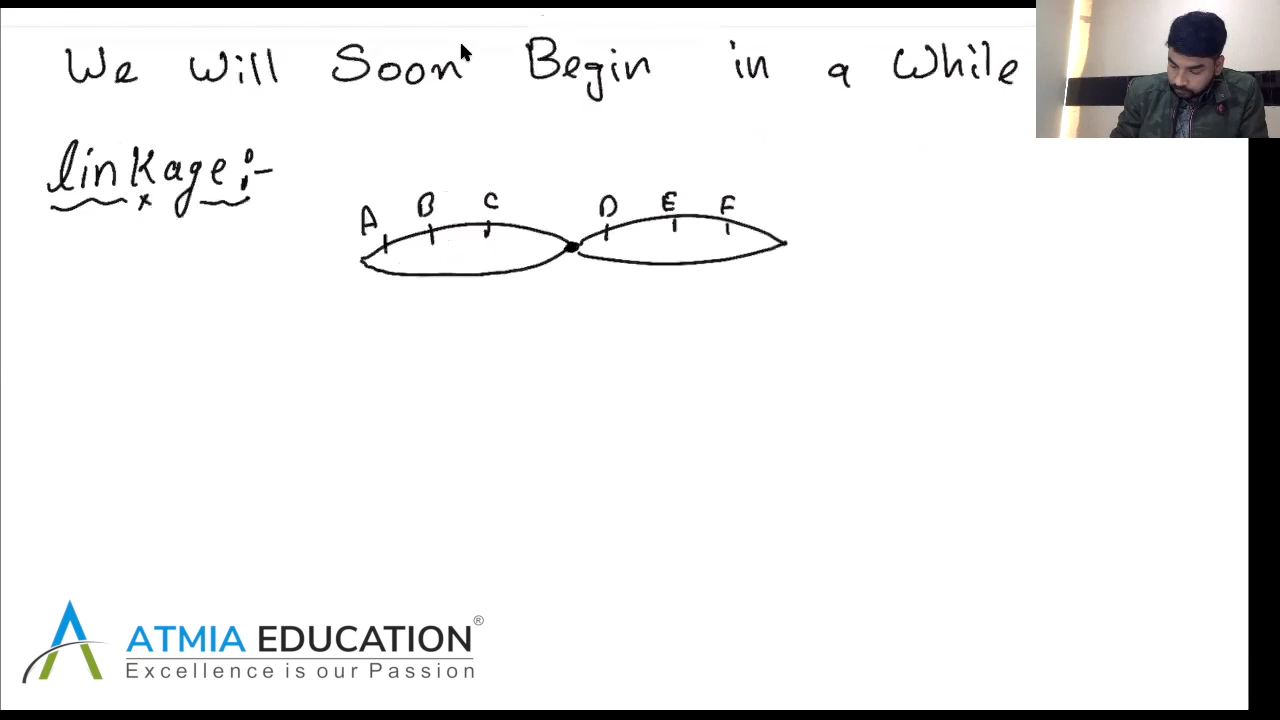 We Will Soon Begin in a While
linkage :-
A B C D E F
ATMIA EDUCATION®
Excellence is our Passion